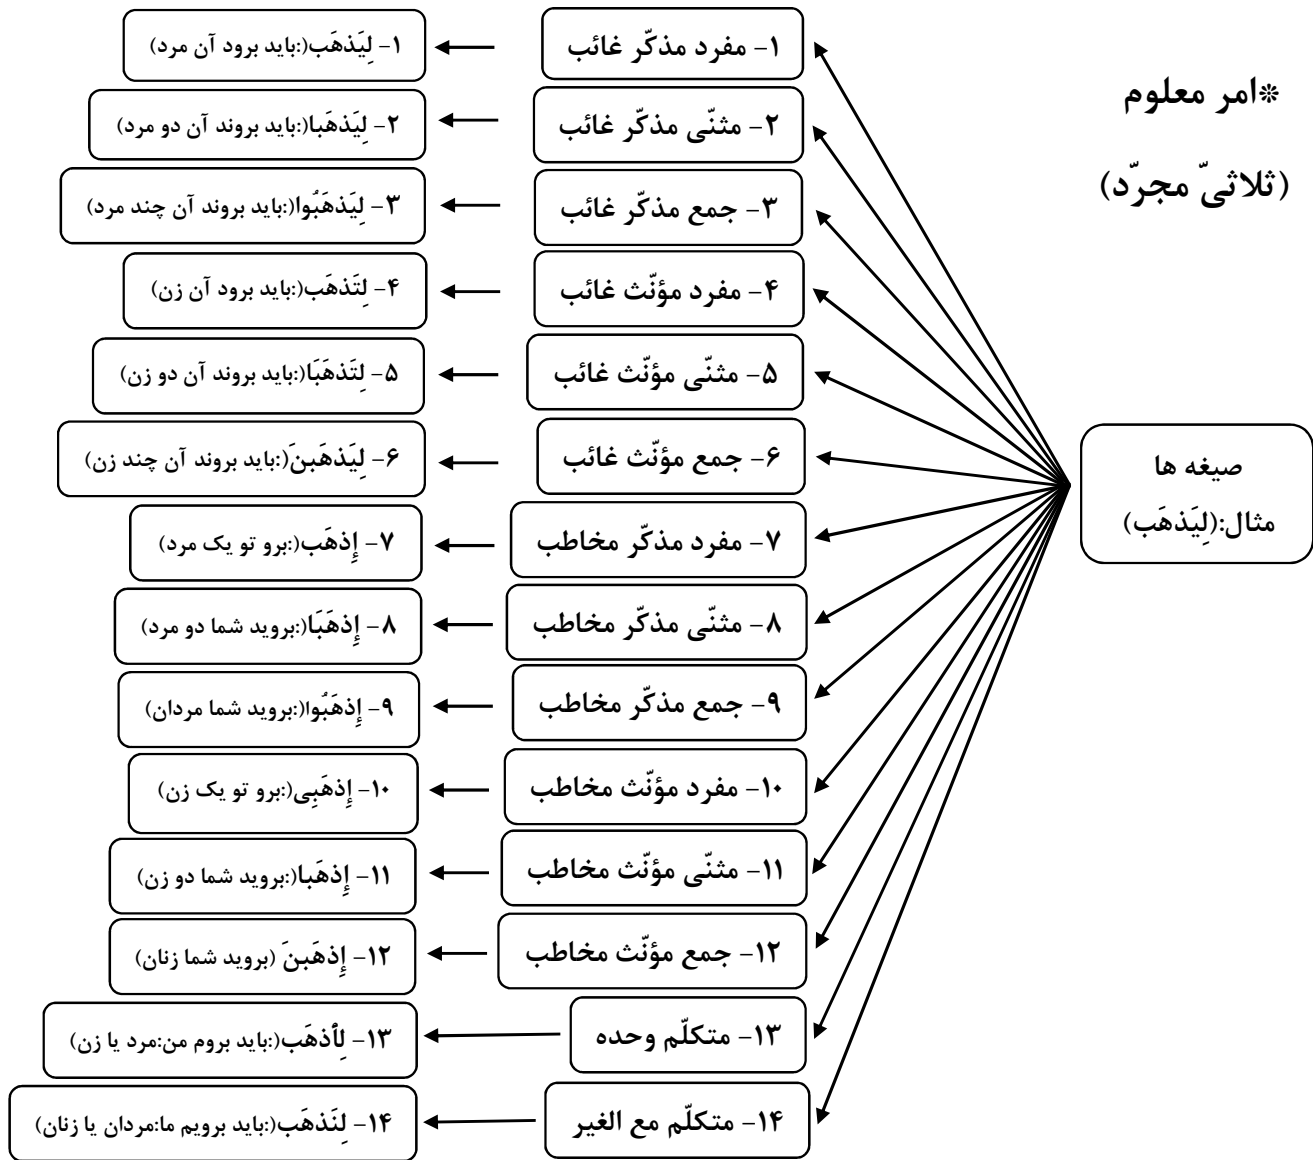 *امر معلوم
(ثلاثیّ مجرّد)
صیغه ها
مثال:(لِیَذهَب)
۱- مفرد مذکّر غائب
۱- لِیَذهَب(:باید برود آن مرد)
۲- مثنّی مذکّر غائب
۲- لِیَذهَبا(:باید بروند آن دو مرد)
۳- جمع مذکّر غائب
۳- لِیَذهَبُوا(:باید بروند آن چند مرد)
۴- مفرد مؤنّث غائب
۴- لِتَذهَب(:باید برود آن زن)
۵- مثنّی مؤنّث غائب
۵- لِتَذهَبَا(:باید بروند آن دو زن)
۶- جمع مؤنّث غائب
۶- لِیَذهَبنَ(:باید بروند آن چند زن)
۷- مفرد مذکّر مخاطب
۷- إِذهَب(:برو تو یک مرد)
۸- مثنّی مذکّر مخاطب
۸- إِذهَبَا(:بروید شما دو مرد)
۹- جمع مذکّر مخاطب
۹- إِذهَبُوا(:بروید شما مردان)
۱۰- مفرد مؤنّث مخاطب
۱۰- إِذهَبِی(:برو تو یک زن)
۱۱- مثنّی مؤنّث مخاطب
۱۱- إِذهَبا(:بروید شما دو زن)
۱۲- جمع مؤنّث مخاطب
۱۲- إِذهَبنَ (بروید شما زنان)
۱۳- متکلّم وحده
۱۳- لِأذهَب(:باید بروم من:مرد یا زن)
۱۴- متکلّم مع الغیر
۱۴- لِنَذهَب(:باید برویم ما:مردان یا زنان)